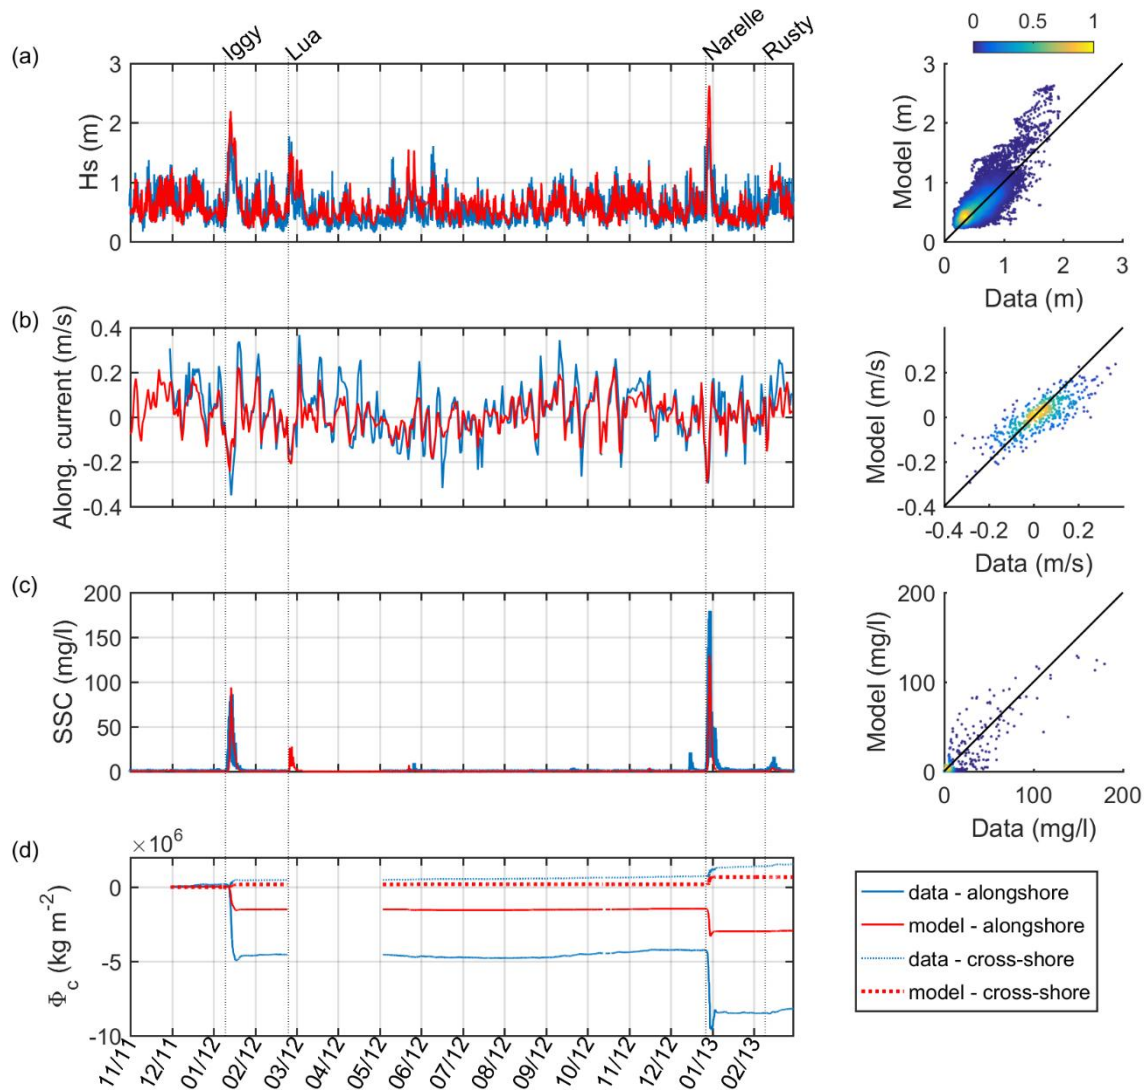 Iggy Lua Narelle Rusty
0 0.5 1
(a)
Hs (m)
3
2
1
0
Model (m)
3
2
1
0
0 1 2 3
Data (m)
(b)
Along. current (m/s)
0.4
0.2
0
-0.2
-0.4
Model (m/s)
0.2
0
-0.2
-0.4
-0.4 -0.2 0 0.2
Data (m/s)
(c)
SSC (mg/l)
200
150
100
50
0
Model (mg/l)
200
100
0
0 100 200
Data (mg/l)
(d)
×10⁶
Φc (kg m⁻²)
0
-5
-10
11/11 12/11 01/12 02/12 03/12 04/12 05/12 06/12 07/12 08/12 09/12 10/12 11/12 12/12 01/13 02/13
data - alongshore
model - alongshore
data - cross-shore
model - cross-shore